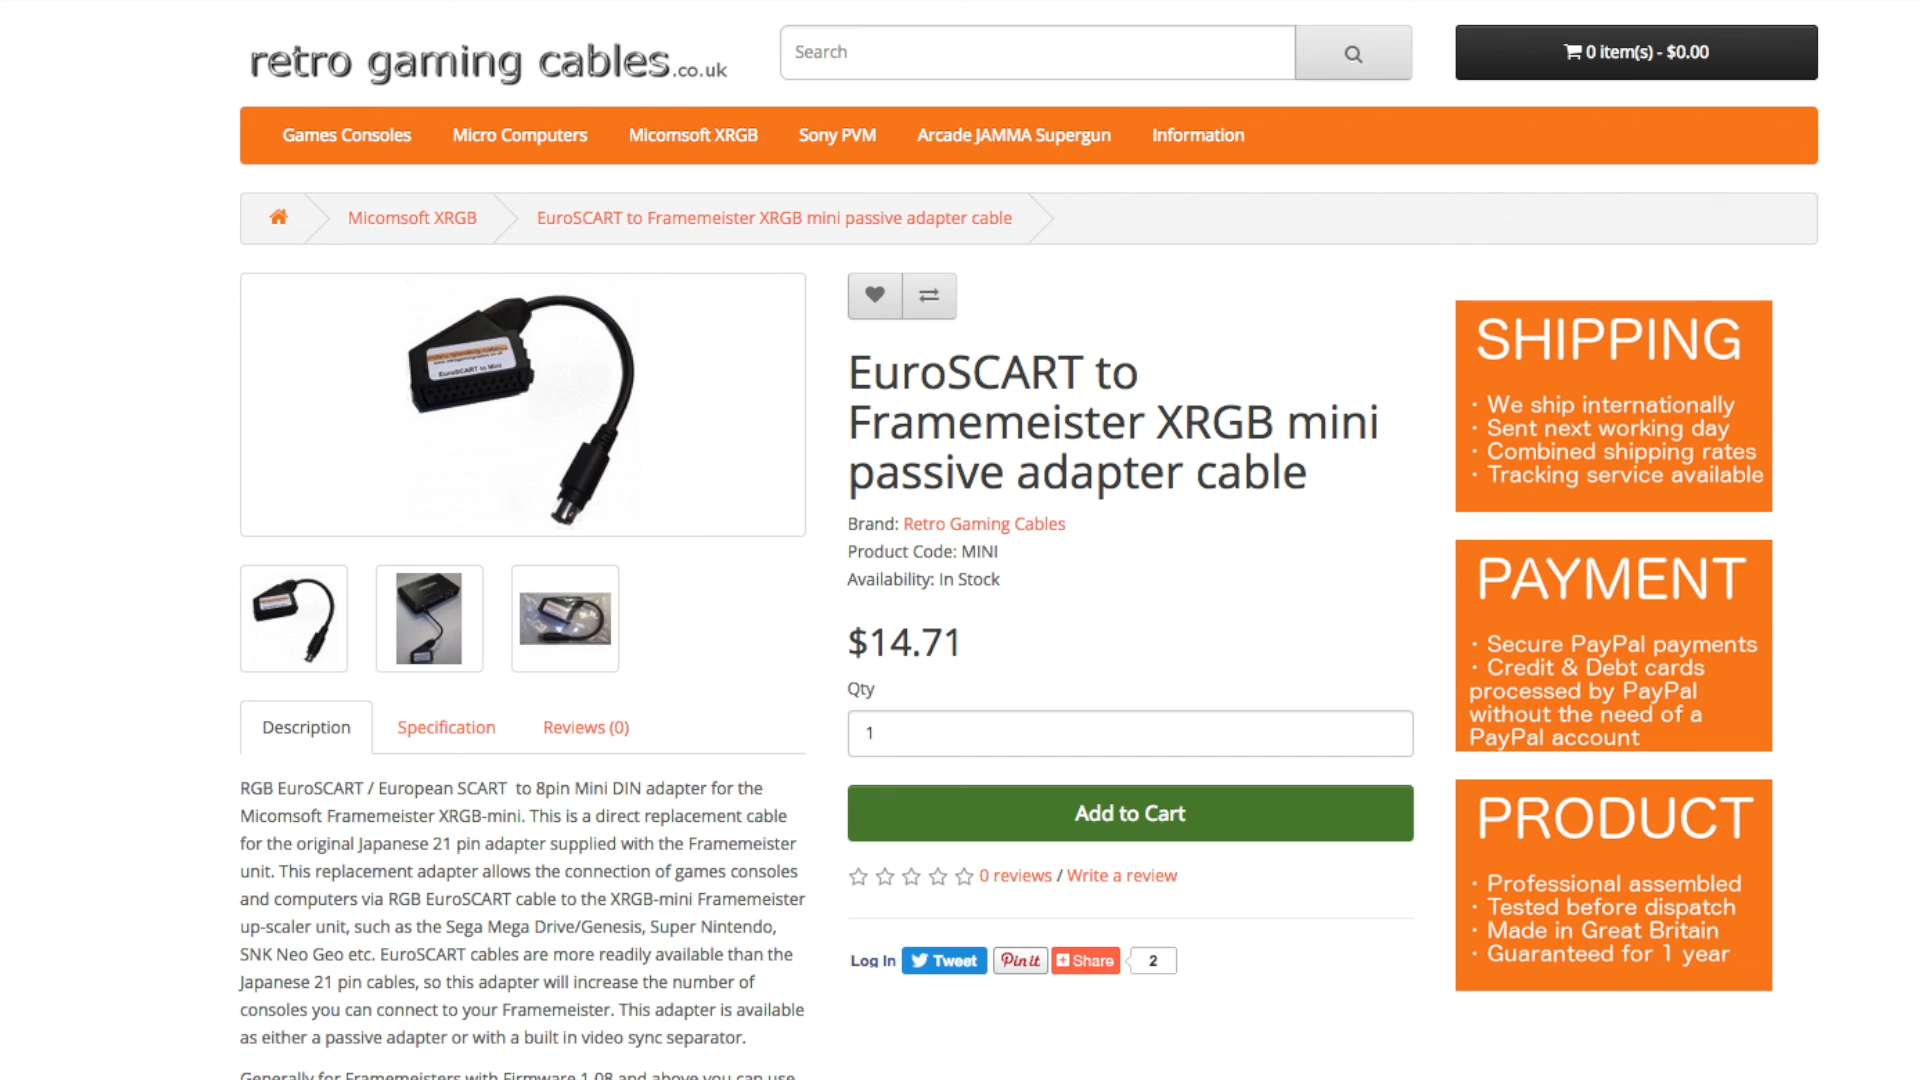 retro gaming cables.co.uk
Search
0 item(s) - $0.00
Games Consoles
Micro Computers
Micomsoft XRGB
Sony PVM
Arcade JAMMA Supergun
Information
Micomsoft XRGB
EuroSCART to Framemeister XRGB mini passive adapter cable
EuroSCART to Mini
EuroSCART to
Framemeister XRGB mini
passive adapter cable
Brand: Retro Gaming Cables
Product Code: MINI
Availability: In Stock
$14.71
Qty
1
Add to Cart
0 reviews / Write a review
Log In
Tweet
Pin it
Share
2
Description
Specification
Reviews (0)
RGB EuroSCART / European SCART to 8pin Mini DIN adapter for the
Micomsoft Framemeister XRGB-mini. This is a direct replacement cable
for the original Japanese 21 pin adapter supplied with the Framemeister
unit. This replacement adapter allows the connection of games consoles
and computers via RGB EuroSCART cable to the XRGB-mini Framemeister
up-scaler unit, such as the Sega Mega Drive/Genesis, Super Nintendo,
SNK Neo Geo etc. EuroSCART cables are more readily available than the
Japanese 21 pin cables, so this adapter will increase the number of
consoles you can connect to your Framemeister. This adapter is available
as either a passive adapter or with a built in video sync separator.
Generally for Framemeisters with Firmware 1.08 and above you can use
SHIPPING
· We ship internationally
· Sent next working day
· Combined shipping rates
· Tracking service available
PAYMENT
· Secure PayPal payments
· Credit & Debt cards
processed by PayPal
without the need of a
PayPal account
PRODUCT
· Professional assembled
· Tested before dispatch
· Made in Great Britain
· Guaranteed for 1 year